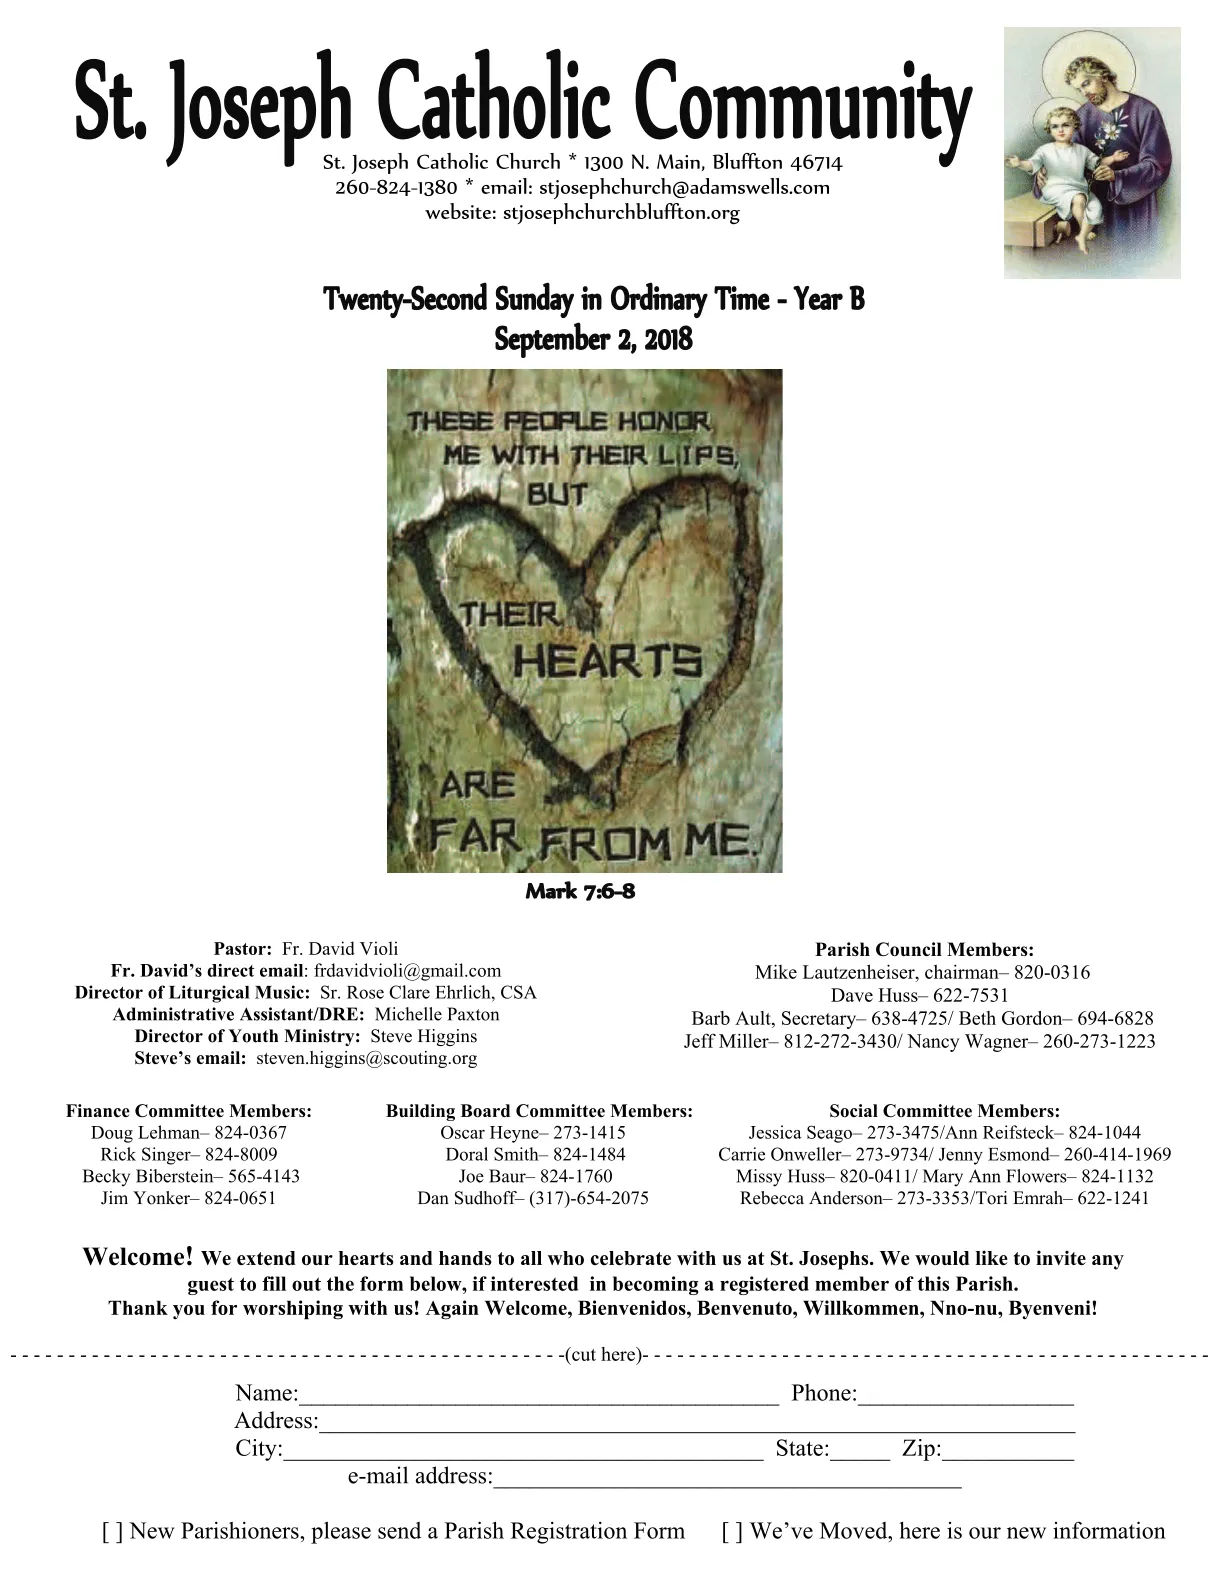 St. Joseph Catholic Community
St. Joseph Catholic Church * 1300 N. Main, Bluffton 46714
260-824-1380 * email: stjosephchurch@adamswells.com
website: stjosephchurchbluffton.org
Twenty-Second Sunday in Ordinary Time - Year B
September 2, 2018
THESE PEOPLE HONOR
ME WITH THEIR LIPS,
BUT
THEIR
HEARTS
ARE
FAR FROM ME.
Mark 7:6-8
Pastor: Fr. David Violi
Fr. David's direct email: frdavidvioli@gmail.com
Director of Liturgical Music: Sr. Rose Clare Ehrlich, CSA
Administrative Assistant/DRE: Michelle Paxton
Director of Youth Ministry: Steve Higgins
Steve's email: steven.higgins@scouting.org
Parish Council Members:
Mike Lautzenheiser, chairman– 820-0316
Dave Huss– 622-7531
Barb Ault, Secretary– 638-4725/ Beth Gordon– 694-6828
Jeff Miller– 812-272-3430/ Nancy Wagner– 260-273-1223
Finance Committee Members:
Doug Lehman– 824-0367
Rick Singer– 824-8009
Becky Biberstein– 565-4143
Jim Yonker– 824-0651
Building Board Committee Members:
Oscar Heyne– 273-1415
Doral Smith– 824-1484
Joe Baur– 824-1760
Dan Sudhoff– (317)-654-2075
Social Committee Members:
Jessica Seago– 273-3475/Ann Reifsteck– 824-1044
Carrie Onweller– 273-9734/ Jenny Esmond– 260-414-1969
Missy Huss– 820-0411/ Mary Ann Flowers– 824-1132
Rebecca Anderson– 273-3353/Tori Emrah– 622-1241
Welcome! We extend our hearts and hands to all who celebrate with us at St. Josephs. We would like to invite any
guest to fill out the form below, if interested in becoming a registered member of this Parish.
Thank you for worshiping with us! Again Welcome, Bienvenidos, Benvenuto, Willkommen, Nno-nu, Byenveni!
- - - - - - - - - - - - - - - - - - - - - - - - - - - - - - - - - - - - - - - - - - - - - - - -(cut here)- - - - - - - - - - - - - - - - - - - - - - - - - - - - - - - - - - - - - - - - - - - - - - - -
Name:________________________________________ Phone:__________________
Address:_______________________________________________________________
City:________________________________________ State:_____ Zip:___________
e-mail address:_______________________________________
[ ] New Parishioners, please send a Parish Registration Form [ ] We've Moved, here is our new information